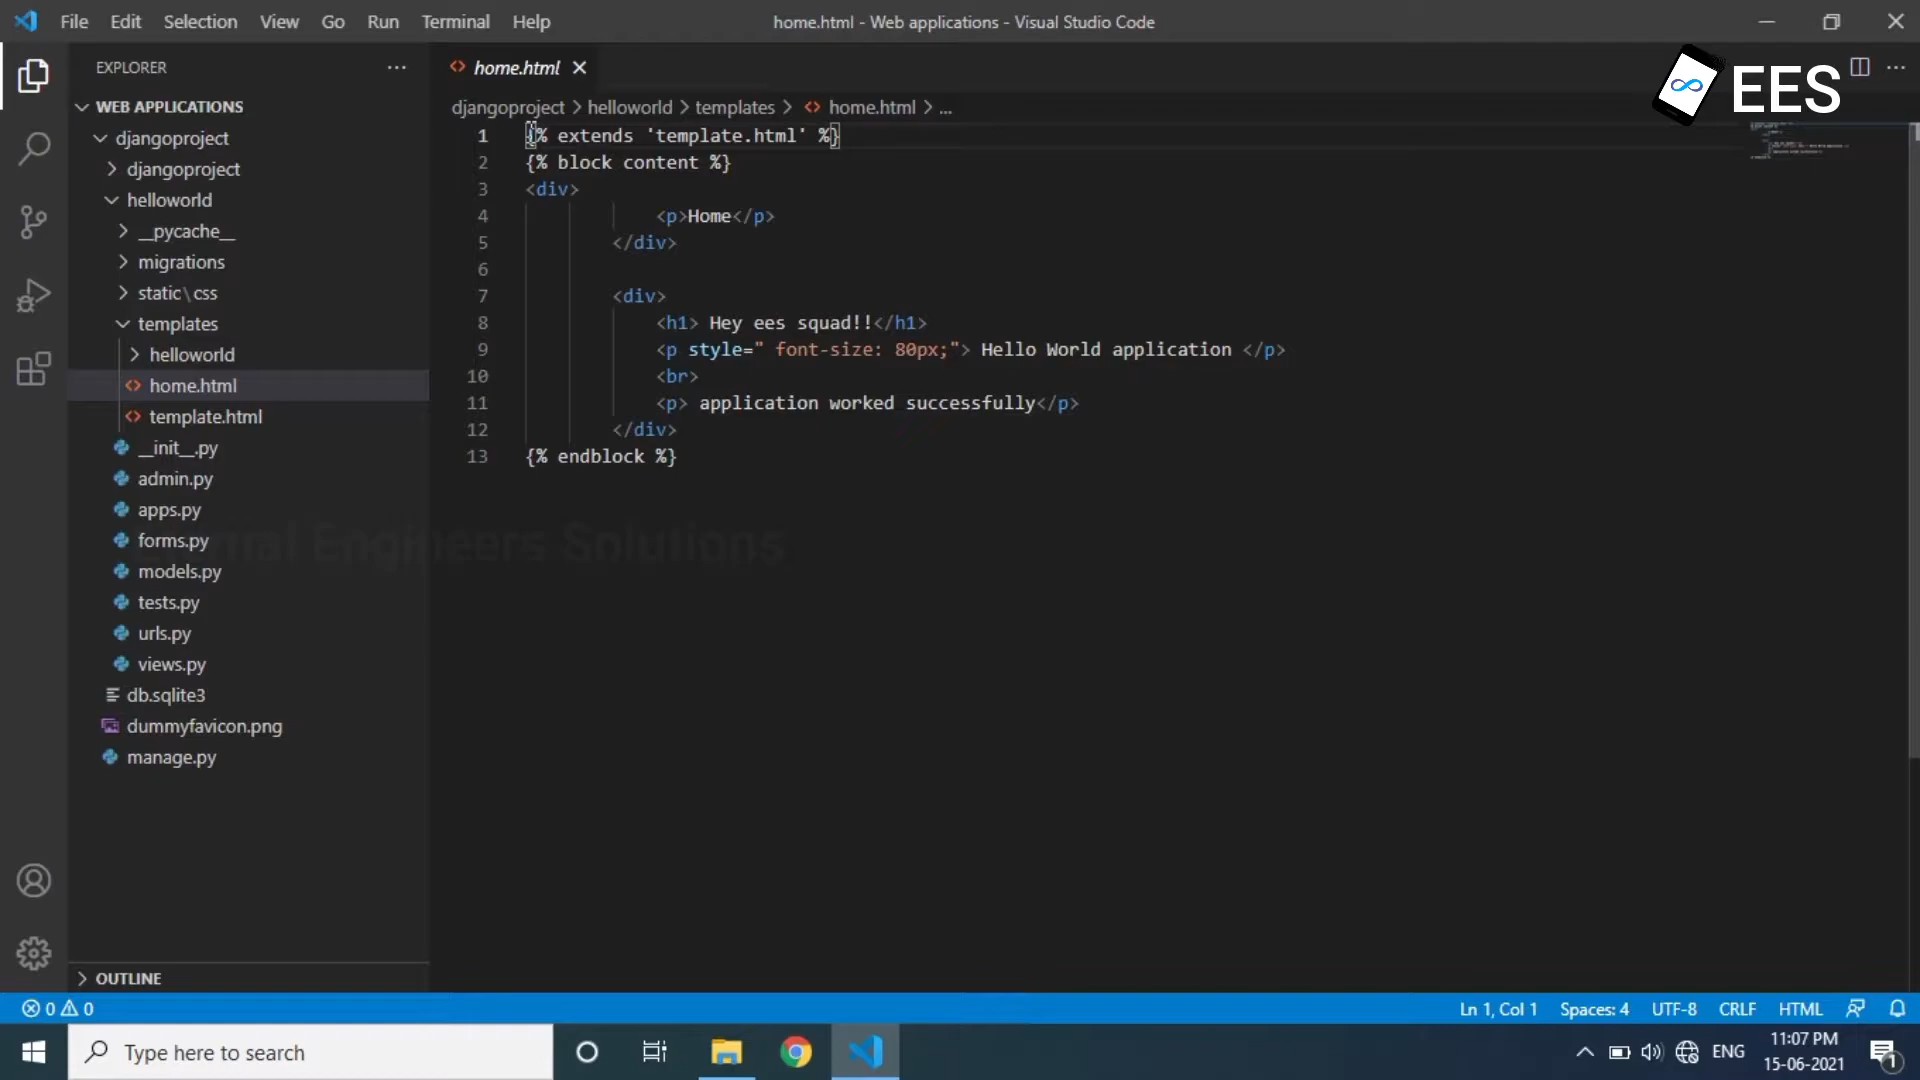 File Edit Selection View Go Run Terminal Help
home.html - Web applications - Visual Studio Code
EES
EXPLORER
home.html
WEB APPLICATIONS
djangoproject > helloworld > templates > home.html > ...
djangoproject
djangoproject
helloworld
__pycache__
migrations
static\css
templates
helloworld
home.html
template.html
__init__.py
admin.py
apps.py
forms.py
models.py
tests.py
urls.py
views.py
db.sqlite3
dummyfavicon.png
manage.py
OUTLINE
1 {% extends 'template.html' %}
2 {% block content %}
3 <div>
4 <p>Home</p>
5 </div>
6
7 <div>
8 <h1> Hey ees squad!!</h1>
9 <p style=" font-size: 80px;"> Hello World application </p>
10 <br>
11 <p> application worked successfully</p>
12 </div>
13 {% endblock %}
Engineers Solutions
0 0
Ln 1, Col 1 Spaces: 4 UTF-8 CRLF HTML
Type here to search
ENG
11:07 PM
15-06-2021
1